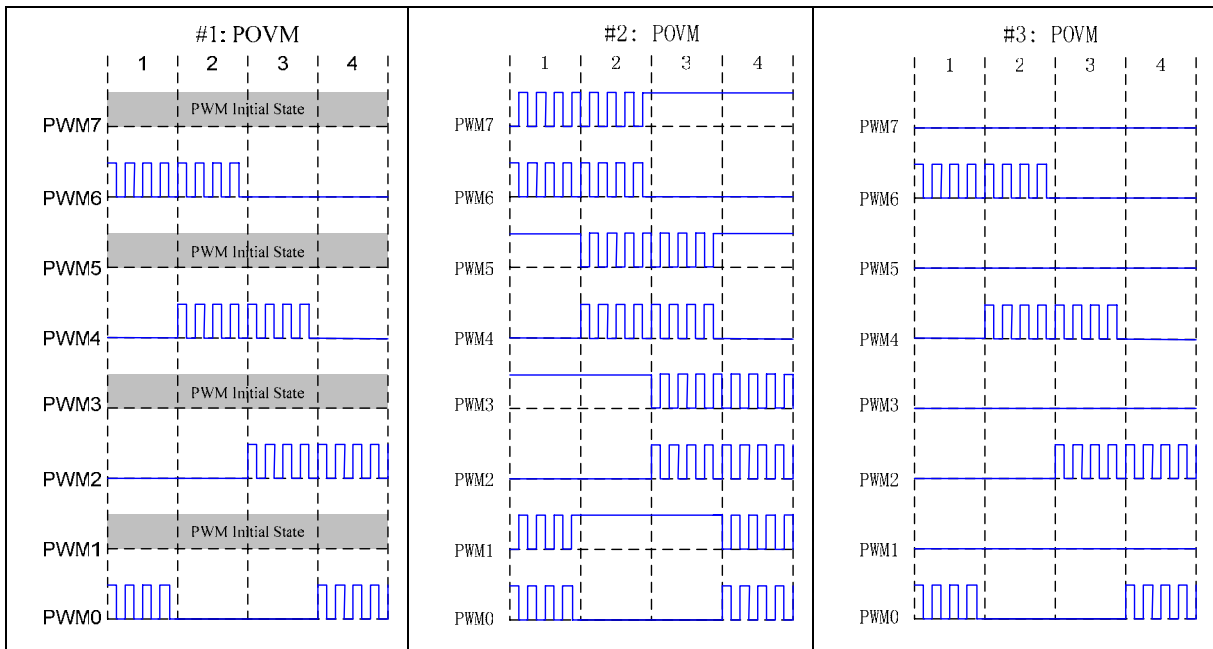 #1: POVM
1 2 3 4
PWM7 PWM Initial State
PWM6
PWM5 PWM Initial State
PWM4
PWM3 PWM Initial State
PWM2
PWM1 PWM Initial State
PWM0
#2: POVM
1 2 3 4
PWM7
PWM6
PWM5
PWM4
PWM3
PWM2
PWM1
PWM0
#3: POVM
1 2 3 4
PWM7
PWM6
PWM5
PWM4
PWM3
PWM2
PWM1
PWM0